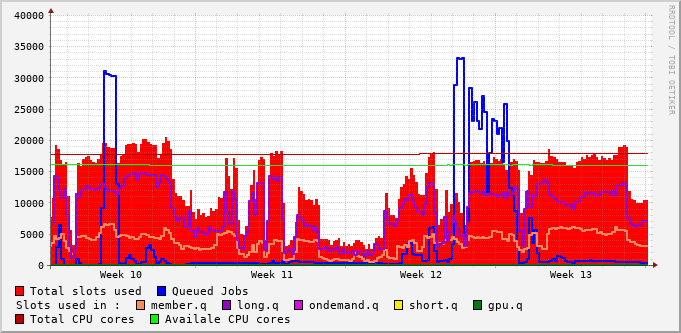 40000
35000
30000
25000
20000
15000
10000
5000
0
Week 10 Week 11 Week 12 Week 13
RRDTOOL / TOBI OETIKER
Total slots used Queued Jobs
Slots used in : member.q long.q ondemand.q short.q gpu.q
Total CPU cores Availale CPU cores